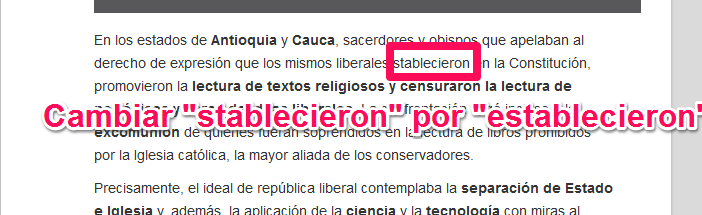 En los estados de Antioquia y Cauca, sacerdores y obispos que apelaban al
derecho de expresión que los mismos liberales stablecieron en la Constitución,
promovieron la lectura de textos religiosos y censuraron la lectura de
Cambiar "stablecieron" por "establecieron"
excomunión de quienes fueran soprendidos en la lectura de libros prohibidos
por la Iglesia católica, la mayor aliada de los conservadores.
Precisamente, el ideal de república liberal contemplaba la separación de Estado
e Iglesia y, además, la aplicación de la ciencia y la tecnología con miras al